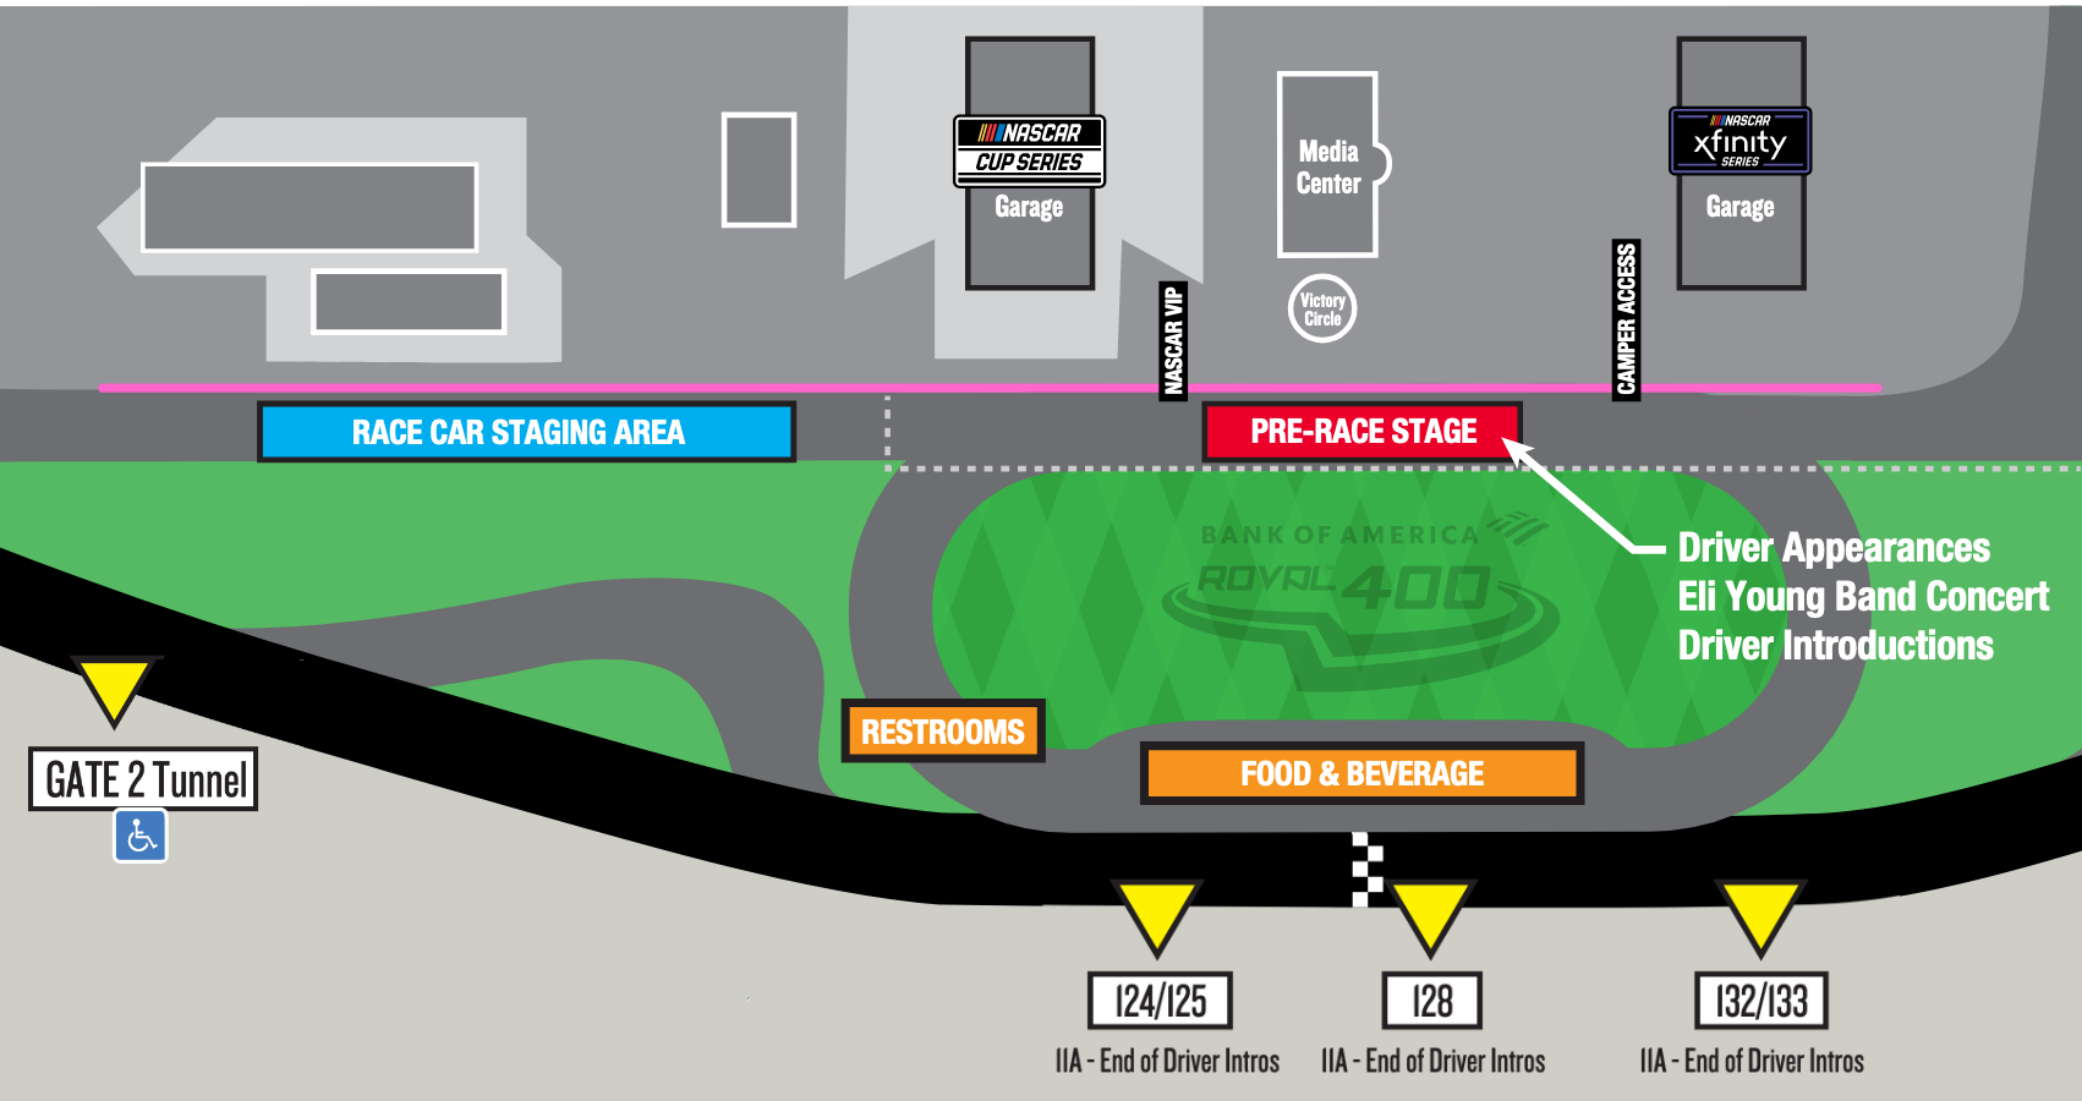 NASCAR
CUP SERIES
Garage
Media
Center
NASCAR
xfinity
SERIES
Garage
Victory
Circle
NASCAR VIP
CAMPER ACCESS
RACE CAR STAGING AREA
PRE-RACE STAGE
BANK OF AMERICA
ROVAL 400
Driver Appearances
Eli Young Band Concert
Driver Introductions
RESTROOMS
FOOD & BEVERAGE
GATE 2 Tunnel
124/125
128
132/133
11A - End of Driver Intros
11A - End of Driver Intros
11A - End of Driver Intros